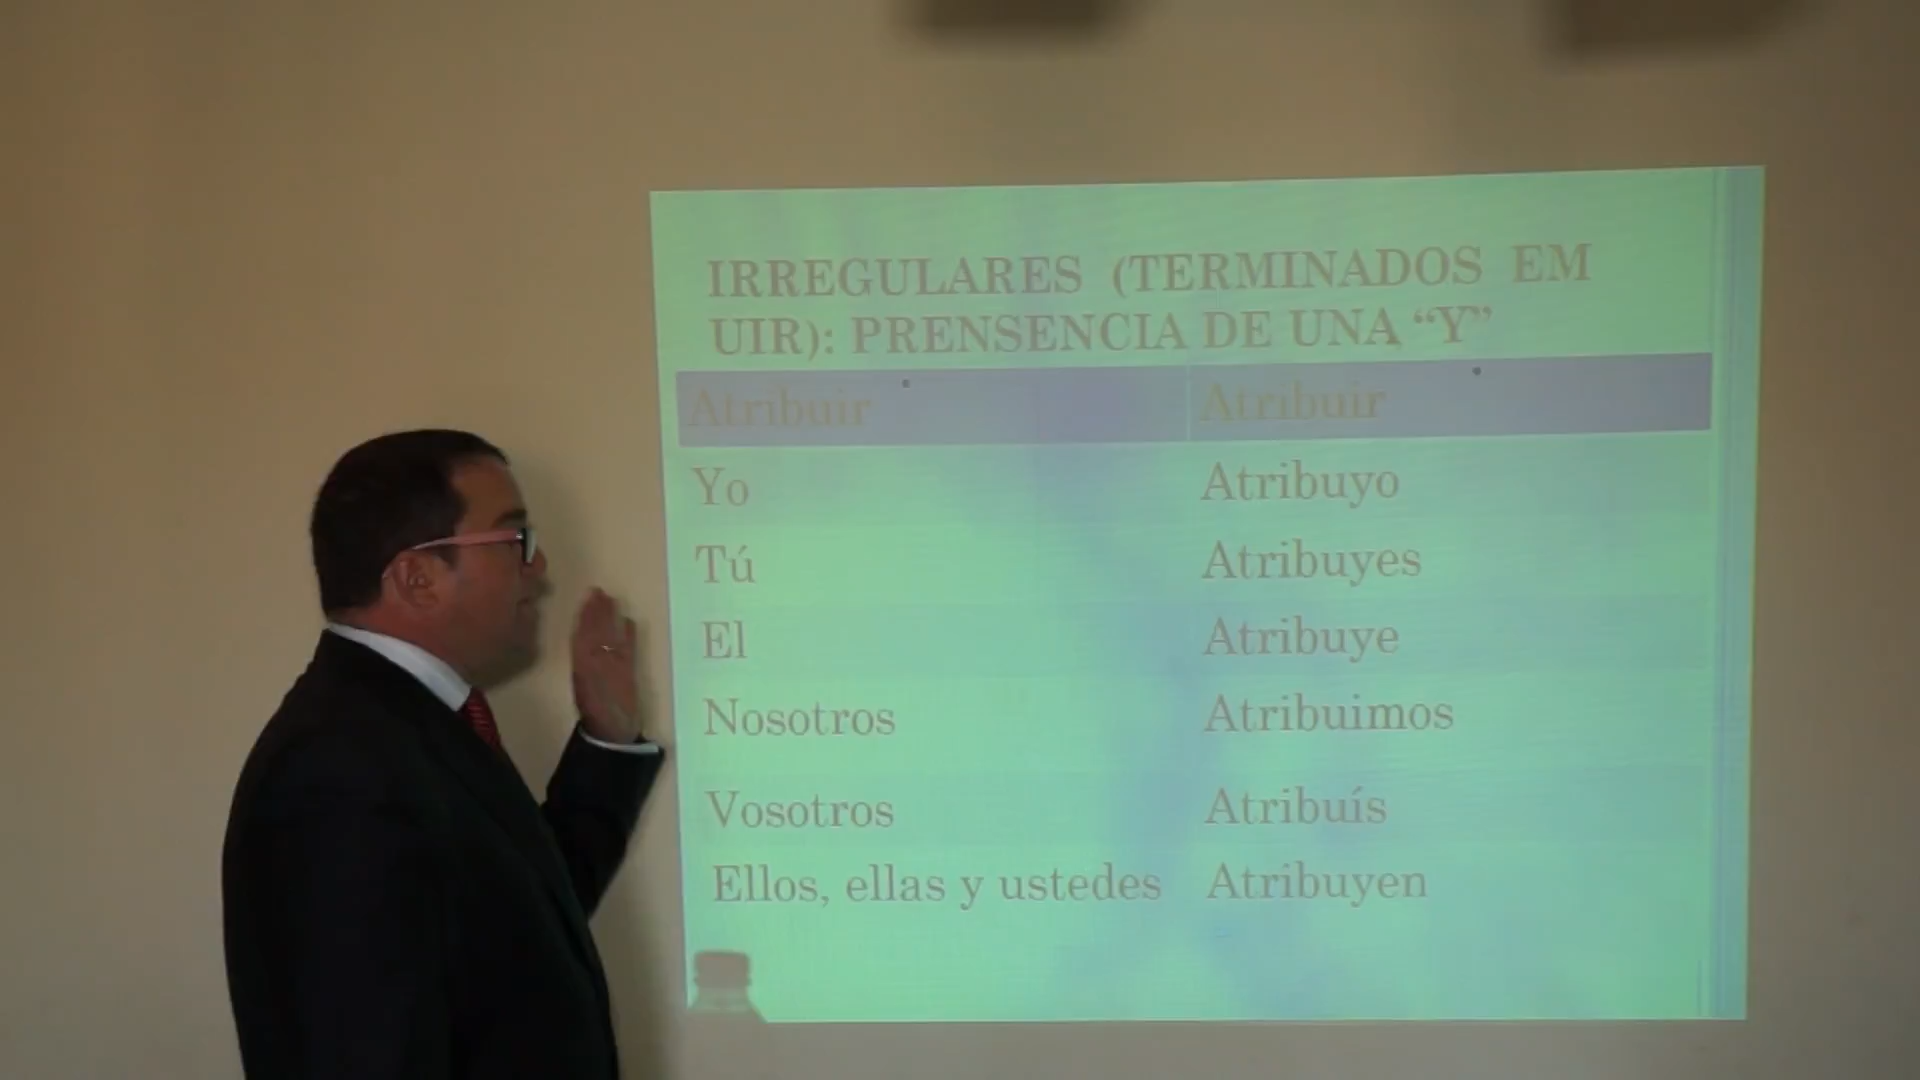 IRREGULARES (TERMINADOS EM
UIR): PRENSENCIA DE UNA “Y”
Atribuir Atribuir
Yo Atribuyo
Tú Atribuyes
El Atribuye
Nosotros Atribuimos
Vosotros Atribuís
Ellos, ellas y ustedes Atribuyen